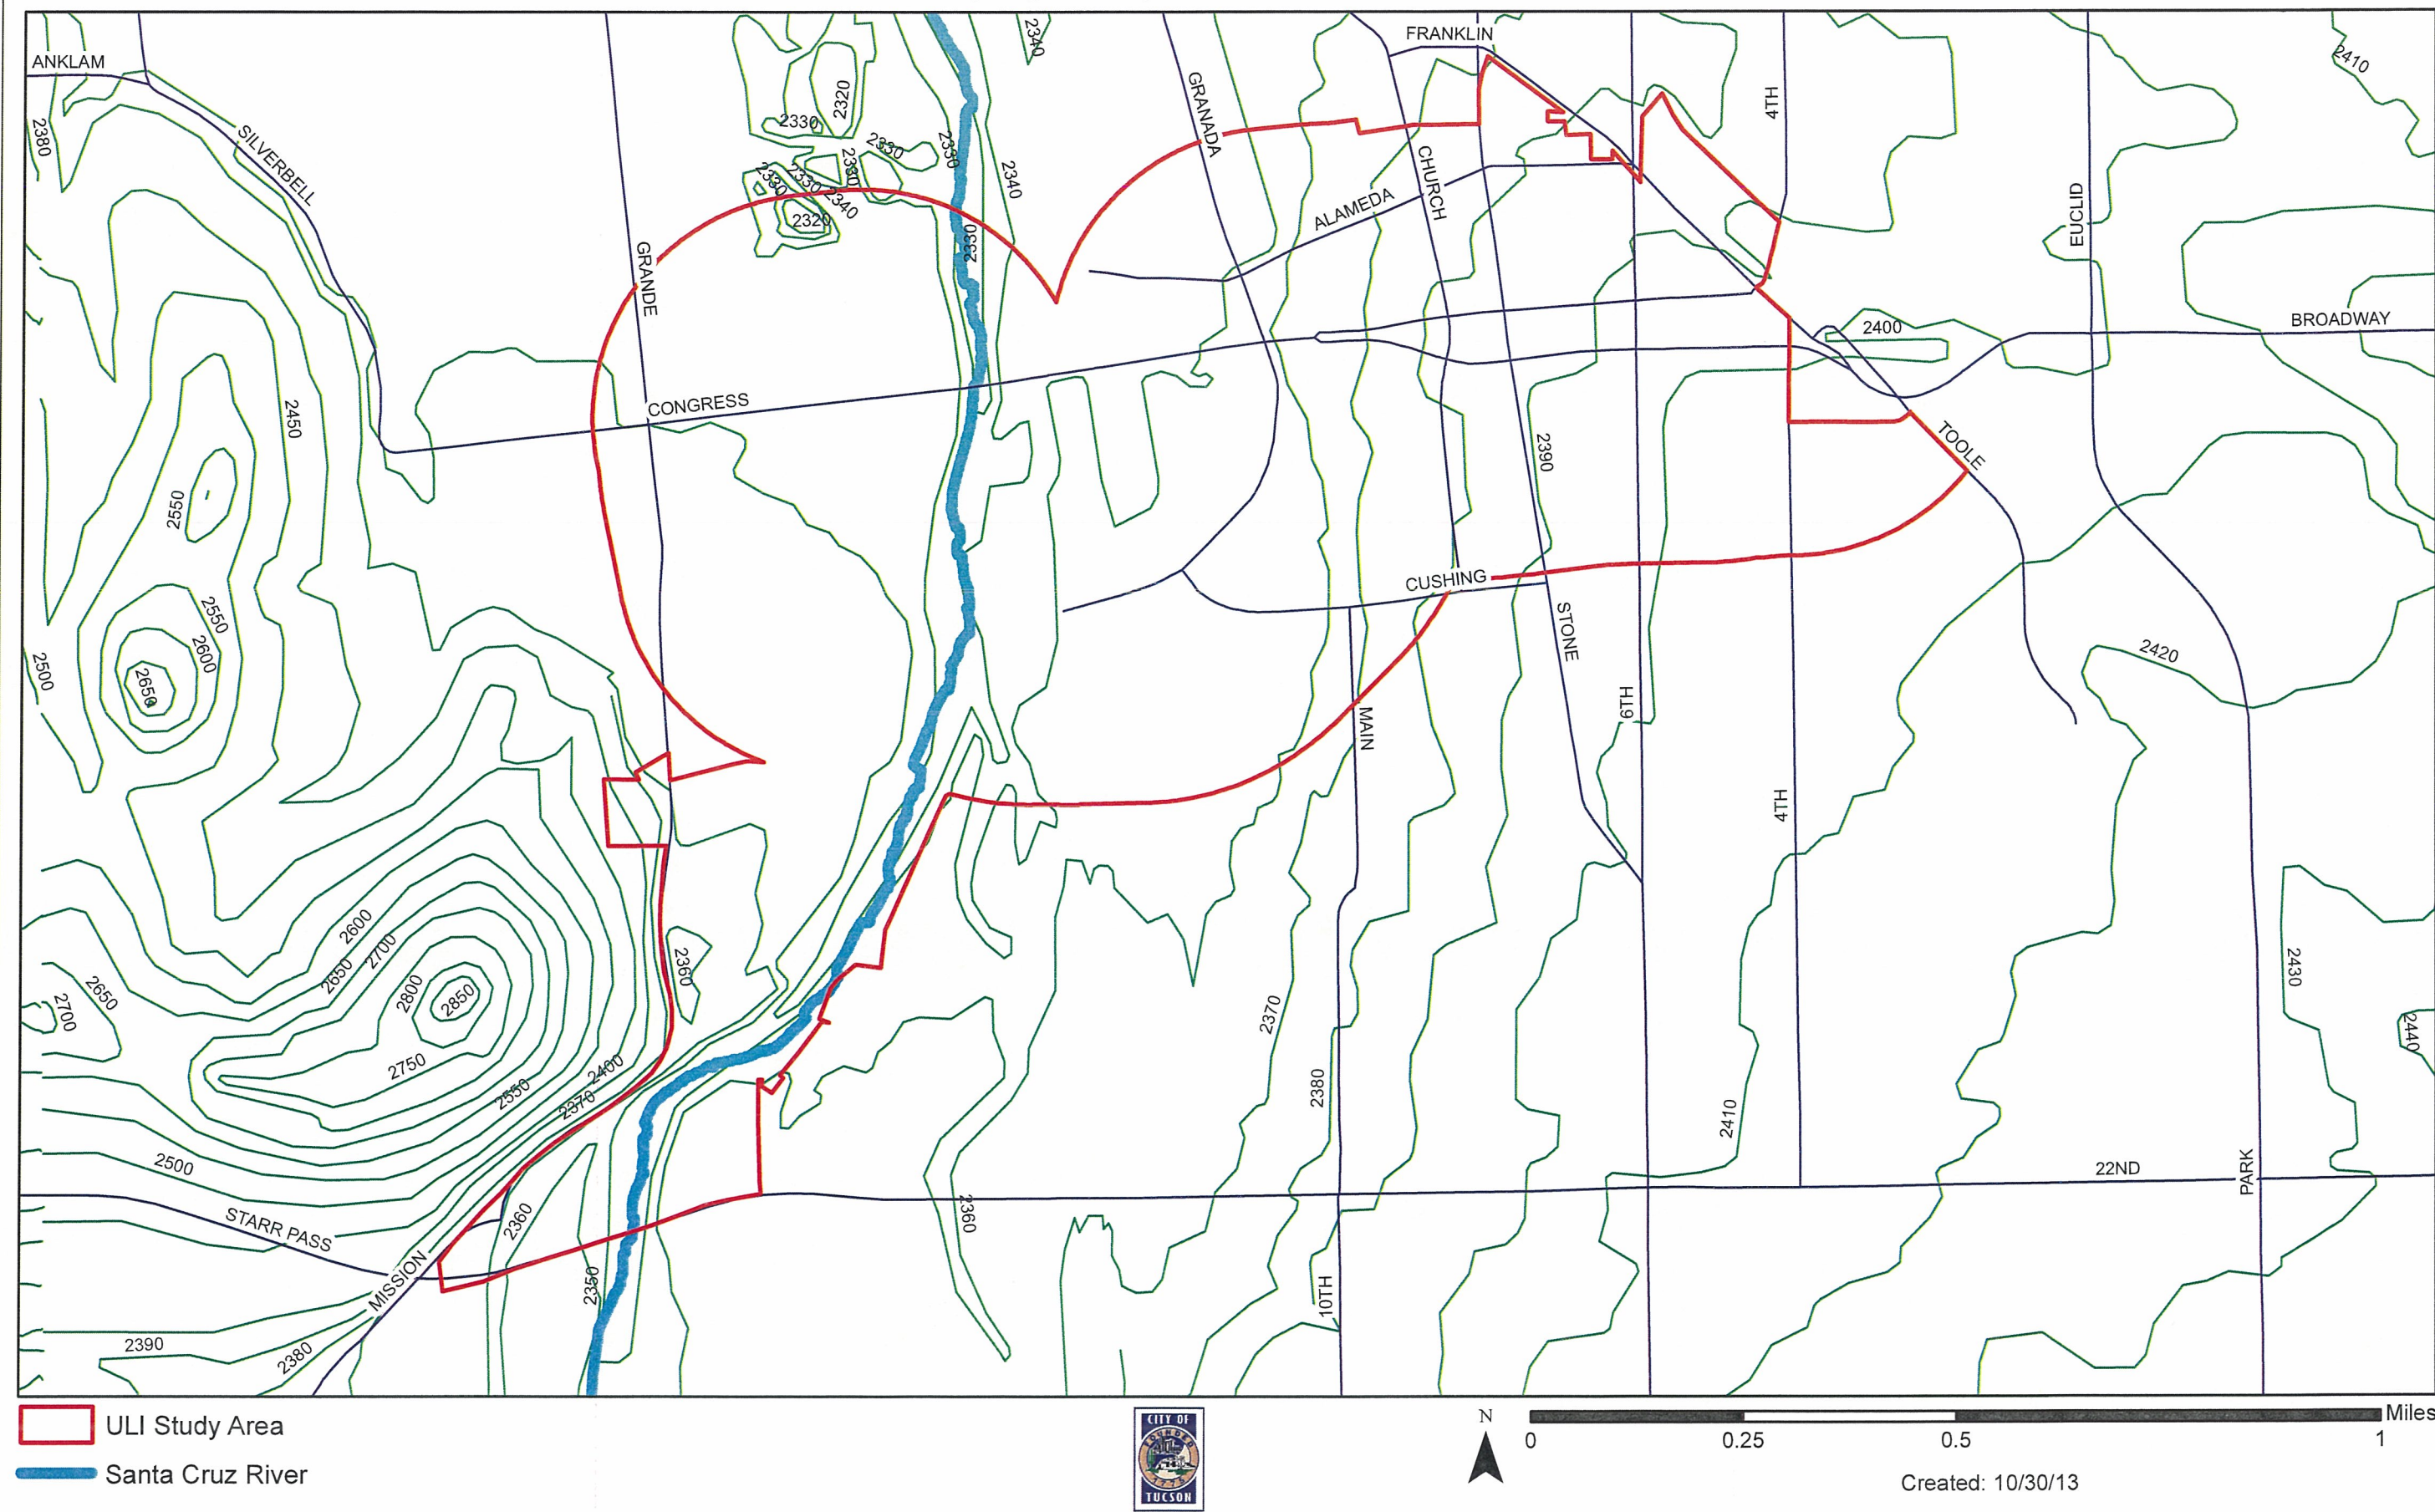 FRANKLIN
2340
ANKLAM
2410
GRANADA
4TH
2320
2330
2380
SILVERBELL
2330
2330
2330
CHURCH
2330
2330
2340
2340
ALAMEDA
EUCLID
2320
2330
GRANDE
BROADWAY
2400
CONGRESS
2450
TOOLE
2390
2550
CUSHING
2550
STONE
2600
2500
2420
2650
6TH
MAIN
4TH
2600
2700
2650
2360
2430
2800
2850
2650
2700
2370
2440
2750
2400
2380
2550
2370
2410
2500
22ND
PARK
STARR PASS
2360
2360
MISSION
2350
10TH
2390
2380
ULI Study Area
Santa Cruz River
CITY OF
FOUNDED
1775
TUCSON
N
Miles
0 0.25 0.5 1
Created: 10/30/13